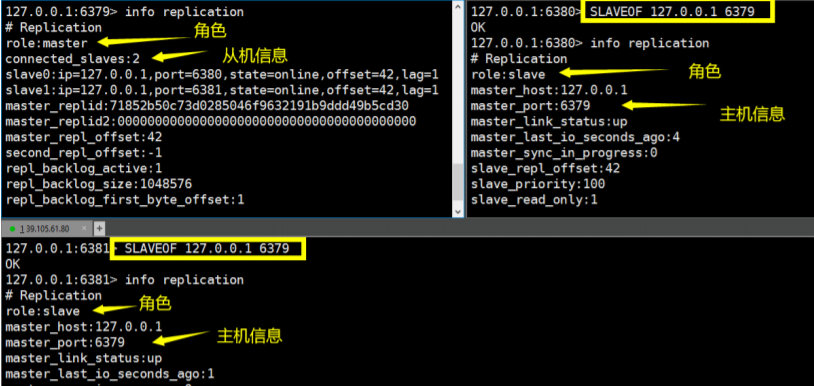 127.0.0.1:6379> info replication
# Replication
role:master
角色
connected_slaves:2
从机信息
slave0:ip=127.0.0.1,port=6380,state=online,offset=42,lag=1
slave1:ip=127.0.0.1,port=6381,state=online,offset=42,lag=1
master_replid:71852b50c73d0285046f9632191b9ddd49b5cd30
master_replid2:0000000000000000000000000000000000000000
master_repl_offset:42
second_repl_offset:-1
repl_backlog_active:1
repl_backlog_size:1048576
repl_backlog_first_byte_offset:1
127.0.0.1:6380> SLAVEOF 127.0.0.1 6379
OK
127.0.0.1:6380> info replication
# Replication
role:slave
角色
master_host:127.0.0.1
master_port:6379
主机信息
master_link_status:up
master_last_io_seconds_ago:4
master_sync_in_progress:0
slave_repl_offset:42
slave_priority:100
slave_read_only:1
1 39.105.61.80 × +
127.0.0.1:6381> SLAVEOF 127.0.0.1 6379
OK
127.0.0.1:6381> info replication
# Replication
role:slave
角色
master_host:127.0.0.1
master_port:6379
主机信息
master_link_status:up
master_last_io_seconds_ago:1